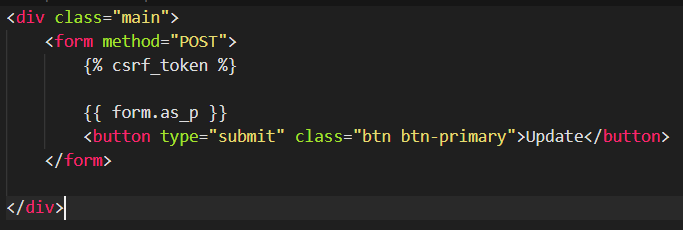 <div class="main">
<form method="POST">
{% csrf_token %}
{{ form.as_p }}
<button type="submit" class="btn btn-primary">Update</button>
</form>
</div>